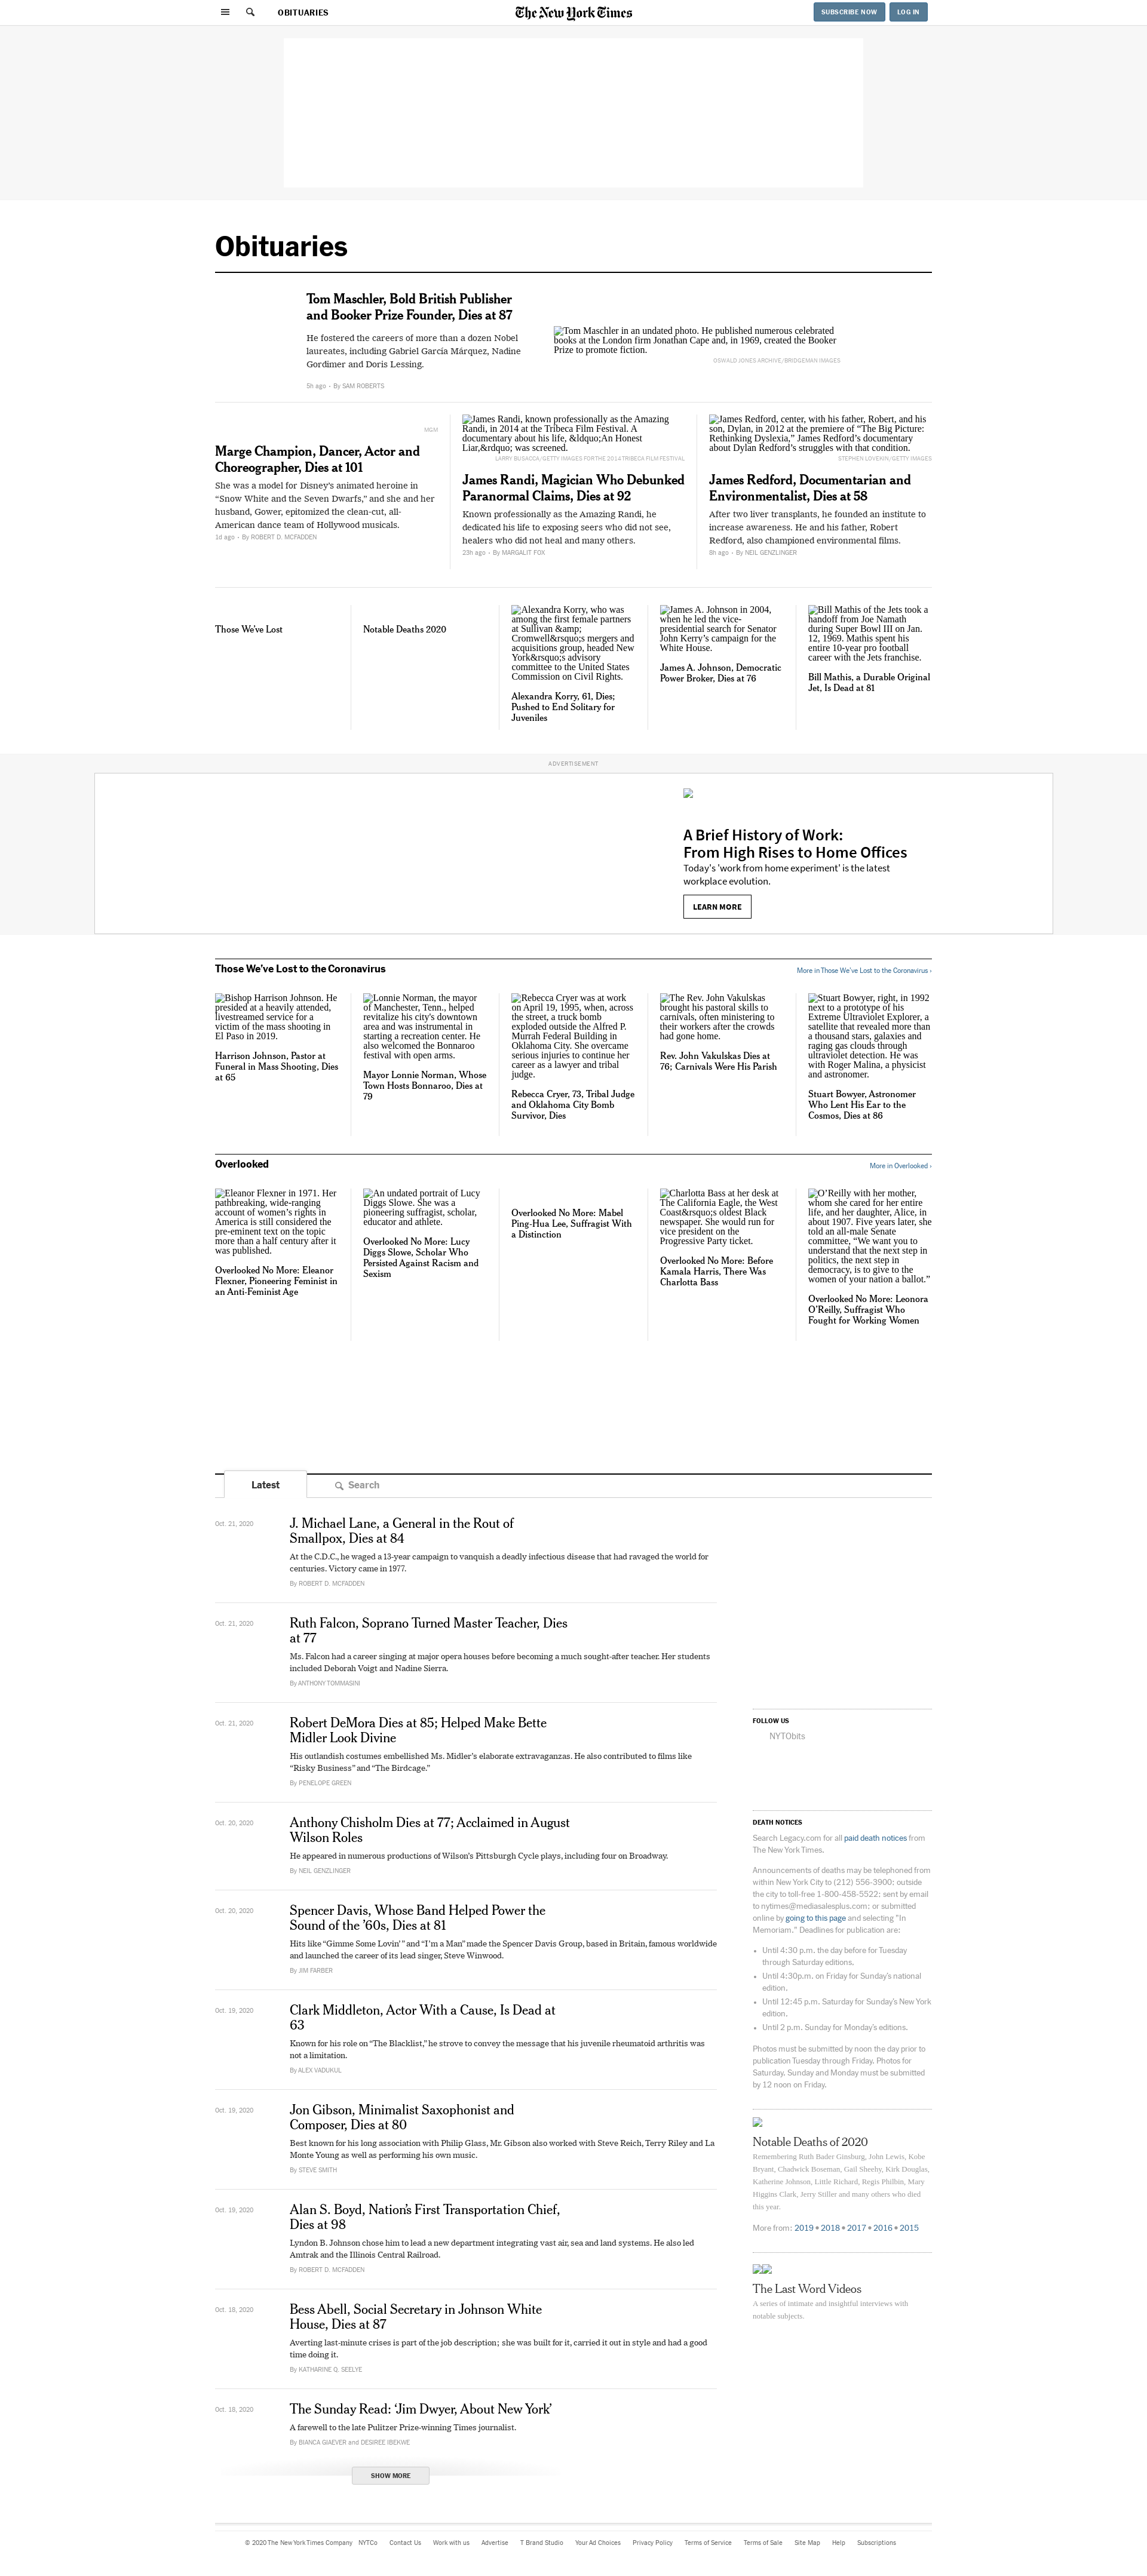 OBITUARIES
The New York Times
SUBSCRIBE NOW
LOG IN
Obituaries
Tom Maschler, Bold British Publisher
and Booker Prize Founder, Dies at 87
He fostered the careers of more than a dozen Nobel
laureates, including Gabriel García Márquez, Nadine
Gordimer and Doris Lessing.
5h ago - By SAM ROBERTS
Tom Maschler in an undated photo. He published numerous celebrated
books at the London firm Jonathan Cape and, in 1969, created the Booker
Prize to promote fiction.
OSWALD JONES ARCHIVE/BRIDGEMAN IMAGES
MGM
Marge Champion, Dancer, Actor and
Choreographer, Dies at 101
She was a model for Disney's animated heroine in
“Snow White and the Seven Dwarfs,” and she and her
husband, Gower, epitomized the clean-cut, all-
American dance team of Hollywood musicals.
1d ago - By ROBERT D. MCFADDEN
James Randi, known professionally as the Amazing
Randi, in 2014 at the Tribeca Film Festival. A
documentary about his life, &ldquo;An Honest
Liar,&rdquo; was screened.
LARRY BUSACCA/GETTY IMAGES FOR THE 2014 TRIBECA FILM FESTIVAL
James Randi, Magician Who Debunked
Paranormal Claims, Dies at 92
Known professionally as the Amazing Randi, he
dedicated his life to exposing seers who did not see,
healers who did not heal and many others.
23h ago - By MARGALIT FOX
James Redford, center, with his father, Robert, and his
son, Dylan, in 2012 at the premiere of “The Big Picture:
Rethinking Dyslexia,” James Redford’s documentary
about Dylan Redford’s struggles with that condition.
STEPHEN LOVEKIN/GETTY IMAGES
James Redford, Documentarian and
Environmentalist, Dies at 58
After two liver transplants, he founded an institute to
increase awareness. He and his father, Robert
Redford, also championed environmental films.
8h ago - By NEIL GENZLINGER
Those We've Lost
Notable Deaths 2020
Alexandra Korry, who was
among the first female partners
at Sullivan &amp;
Cromwell&rsquo;s mergers and
acquisitions group, headed New
York&rsquo;s advisory
committee to the United States
Commission on Civil Rights.
Alexandra Korry, 61, Dies;
Pushed to End Solitary for
Juveniles
James A. Johnson in 2004,
when he led the vice-
presidential search for Senator
John Kerry’s campaign for the
White House.
James A. Johnson, Democratic
Power Broker, Dies at 76
Bill Mathis of the Jets took a
handoff from Joe Namath
during Super Bowl III on Jan.
12, 1969. Mathis spent his
entire 10-year pro football
career with the Jets franchise.
Bill Mathis, a Durable Original
Jet, Is Dead at 81
ADVERTISEMENT
A Brief History of Work:
From High Rises to Home Offices
Today's 'work from home experiment' is the latest
workplace evolution.
LEARN MORE
Those We’ve Lost to the Coronavirus
More in Those We’ve Lost to the Coronavirus ›
Bishop Harrison Johnson. He
presided at a heavily attended,
livestreamed service for a
victim of the mass shooting in
El Paso in 2019.
Harrison Johnson, Pastor at
Funeral in Mass Shooting, Dies
at 65
Lonnie Norman, the mayor
of Manchester, Tenn., helped
revitalize his city’s downtown
area and was instrumental in
starting a recreation center. He
also welcomed the Bonnaroo
festival with open arms.
Mayor Lonnie Norman, Whose
Town Hosts Bonnaroo, Dies at
79
Rebecca Cryer was at work
on April 19, 1995, when, across
the street, a truck bomb
exploded outside the Alfred P.
Murrah Federal Building in
Oklahoma City. She overcame
serious injuries to continue her
career as a lawyer and tribal
judge.
Rebecca Cryer, 73, Tribal Judge
and Oklahoma City Bomb
Survivor, Dies
The Rev. John Vakulskas
brought his pastoral skills to
carnivals, often ministering to
their workers after the crowds
had gone home.
Rev. John Vakulskas Dies at
76; Carnivals Were His Parish
Stuart Bowyer, right, in 1992
next to a prototype of his
Extreme Ultraviolet Explorer, a
satellite that revealed more than
a thousand stars, galaxies and
raging gas clouds through
ultraviolet detection. He was
with Roger Malina, a physicist
and astronomer.
Stuart Bowyer, Astronomer
Who Lent His Ear to the
Cosmos, Dies at 86
Overlooked
More in Overlooked ›
Eleanor Flexner in 1971. Her
pathbreaking, wide-ranging
account of women’s rights in
America is still considered the
pre-eminent text on the topic
more than a half century after it
was published.
Overlooked No More: Eleanor
Flexner, Pioneering Feminist in
an Anti-Feminist Age
An undated portrait of Lucy
Diggs Slowe. She was a
pioneering suffragist, scholar,
educator and athlete.
Overlooked No More: Lucy
Diggs Slowe, Scholar Who
Persisted Against Racism and
Sexism
Overlooked No More: Mabel
Ping-Hua Lee, Suffragist With
a Distinction
Charlotta Bass at her desk at
The California Eagle, the West
Coast&rsquo;s oldest Black
newspaper. She would run for
vice president on the
Progressive Party ticket.
Overlooked No More: Before
Kamala Harris, There Was
Charlotta Bass
O’Reilly with her mother,
whom she cared for her entire
life, and her daughter, Alice, in
about 1907. Five years later, she
told an all-male Senate
committee, “We want you to
understand that the next step in
politics, the next step in
democracy, is to give to the
women of your nation a ballot.”
Overlooked No More: Leonora
O’Reilly, Suffragist Who
Fought for Working Women
Latest
Search
Oct. 21, 2020
J. Michael Lane, a General in the Rout of
Smallpox, Dies at 84
At the C.D.C., he waged a 13-year campaign to vanquish a deadly infectious disease that had ravaged the world for
centuries. Victory came in 1977.
By ROBERT D. MCFADDEN
Oct. 21, 2020
Ruth Falcon, Soprano Turned Master Teacher, Dies
at 77
Ms. Falcon had a career singing at major opera houses before becoming a much sought-after teacher. Her students
included Deborah Voigt and Nadine Sierra.
By ANTHONY TOMMASINI
Oct. 21, 2020
Robert DeMora Dies at 85; Helped Make Bette
Midler Look Divine
His outlandish costumes embellished Ms. Midler’s elaborate extravaganzas. He also contributed to films like
“Risky Business” and “The Birdcage.”
By PENELOPE GREEN
Oct. 20, 2020
Anthony Chisholm Dies at 77; Acclaimed in August
Wilson Roles
He appeared in numerous productions of Wilson’s Pittsburgh Cycle plays, including four on Broadway.
By NEIL GENZLINGER
Oct. 20, 2020
Spencer Davis, Whose Band Helped Power the
Sound of the ’60s, Dies at 81
Hits like “Gimme Some Lovin’” and “I’m a Man” made the Spencer Davis Group, based in Britain, famous worldwide
and launched the career of its lead singer, Steve Winwood.
By JIM FARBER
Oct. 19, 2020
Clark Middleton, Actor With a Cause, Is Dead at
63
Known for his role on “The Blacklist,” he strove to convey the message that his juvenile rheumatoid arthritis was
not a limitation.
By ALEX VADUKUL
Oct. 19, 2020
Jon Gibson, Minimalist Saxophonist and
Composer, Dies at 80
Best known for his long association with Philip Glass, Mr. Gibson also worked with Steve Reich, Terry Riley and La
Monte Young as well as performing his own music.
By STEVE SMITH
Oct. 19, 2020
Alan S. Boyd, Nation’s First Transportation Chief,
Dies at 98
Lyndon B. Johnson chose him to lead a new department integrating vast air, sea and land systems. He also led
Amtrak and the Illinois Central Railroad.
By ROBERT D. MCFADDEN
Oct. 18, 2020
Bess Abell, Social Secretary in Johnson White
House, Dies at 87
Averting last-minute crises is part of the job description; she was built for it, carried it out in style and had a good
time doing it.
By KATHARINE Q. SEELYE
Oct. 18, 2020
The Sunday Read: ‘Jim Dwyer, About New York’
A farewell to the late Pulitzer Prize-winning Times journalist.
By BIANCA GIAEVER and DESIREE IBEKWE
SHOW MORE
FOLLOW US
NYTObits
DEATH NOTICES
Search Legacy.com for all paid death notices from
The New York Times.
Announcements of deaths may be telephoned from
within New York City to (212) 556-3900; outside
the city to toll-free 1-800-458-5522; sent by email
to nytimes@mediasalesplus.com; or submitted
online by going to this page and selecting "In
Memoriam." Deadlines for publication are:
• Until 4:30 p.m. the day before for Tuesday
through Saturday editions.
• Until 4:30p.m. on Friday for Sunday's national
edition.
• Until 12:45 p.m. Saturday for Sunday's New York
edition.
• Until 2 p.m. Sunday for Monday's editions.
Photos must be submitted by noon the day prior to
publication Tuesday through Friday. Photos for
Saturday, Sunday and Monday must be submitted
by 12 noon on Friday.
Notable Deaths of 2020
Remembering Ruth Bader Ginsburg, John Lewis, Kobe
Bryant, Chadwick Boseman, Gail Sheehy, Kirk Douglas,
Katherine Johnson, Little Richard, Regis Philbin, Mary
Higgins Clark, Jerry Stiller and many others who died
this year.
More from: 2019 • 2018 • 2017 • 2016 • 2015
The Last Word Videos
A series of intimate and insightful interviews with
notable subjects.
© 2020 The New York Times Company NYTCo Contact Us Work with us Advertise T Brand Studio Your Ad Choices Privacy Policy Terms of Service Terms of Sale Site Map Help Subscriptions